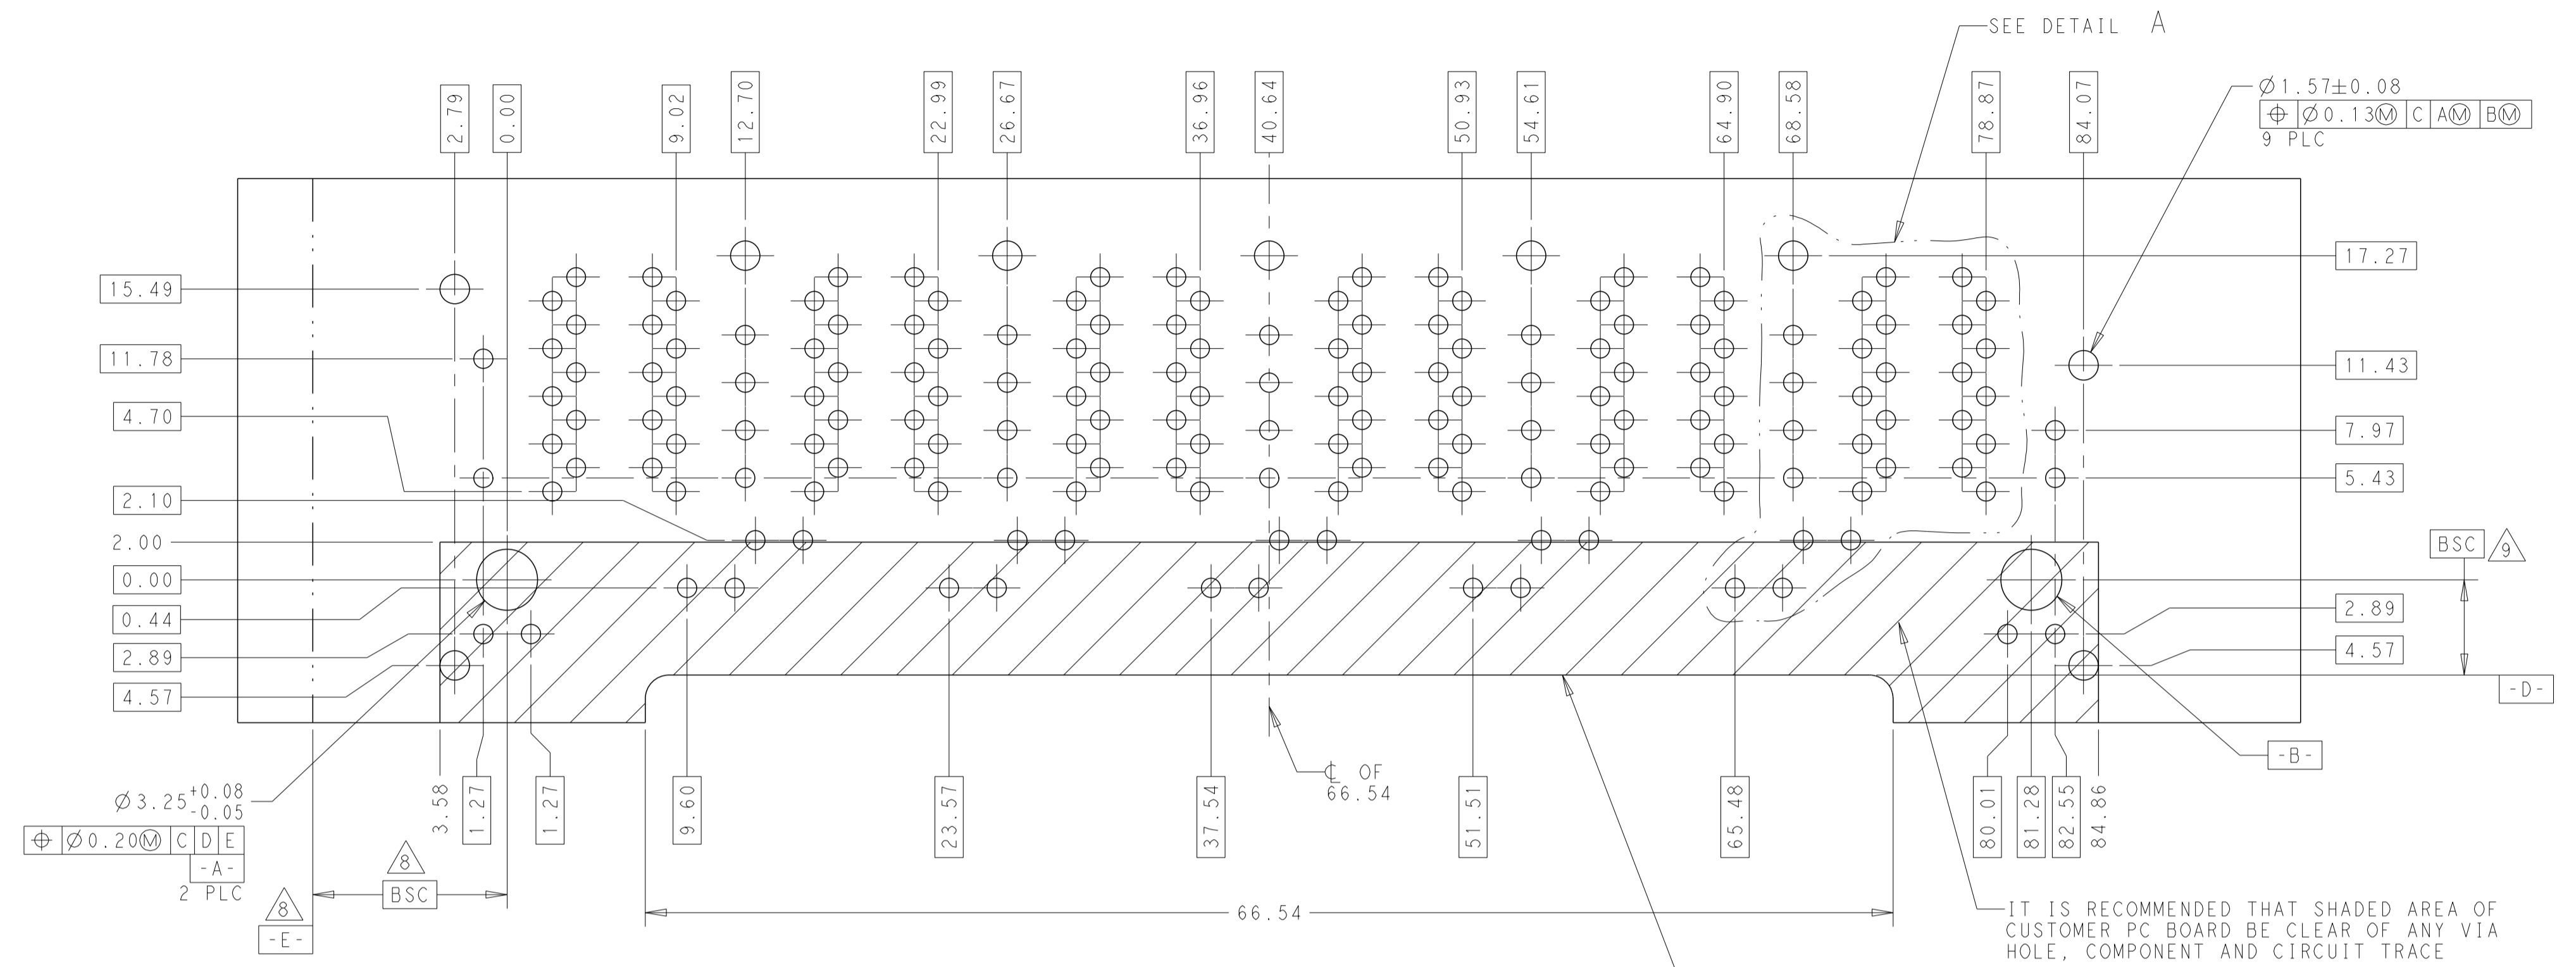 SEE DETAIL A
2.79
0.00
9.02
12.70
22.99
26.67
36.96
40.64
50.93
54.61
64.90
68.58
78.87
84.07
Ø1.57±0.08
⌖ Ø0.13Ⓜ C AⓂ BⓂ
9 PLC
15.49
11.78
4.70
2.10
2.00
0.00
0.44
2.89
4.57
17.27
11.43
7.97
5.43
BSC 9
2.89
4.57
-D-
-B-
Ø3.25 +0.08
-0.05
⌖ Ø0.20Ⓜ C D E
-A-
2 PLC
8
-E-
8
BSC
3.58
1.27
1.27
9.60
23.57
37.54
51.51
65.48
80.01
81.28
82.55
84.86
℄ OF
66.54
66.54
IT IS RECOMMENDED THAT SHADED AREA OF
CUSTOMER PC BOARD BE CLEAR OF ANY VIA
HOLE, COMPONENT AND CIRCUIT TRACE